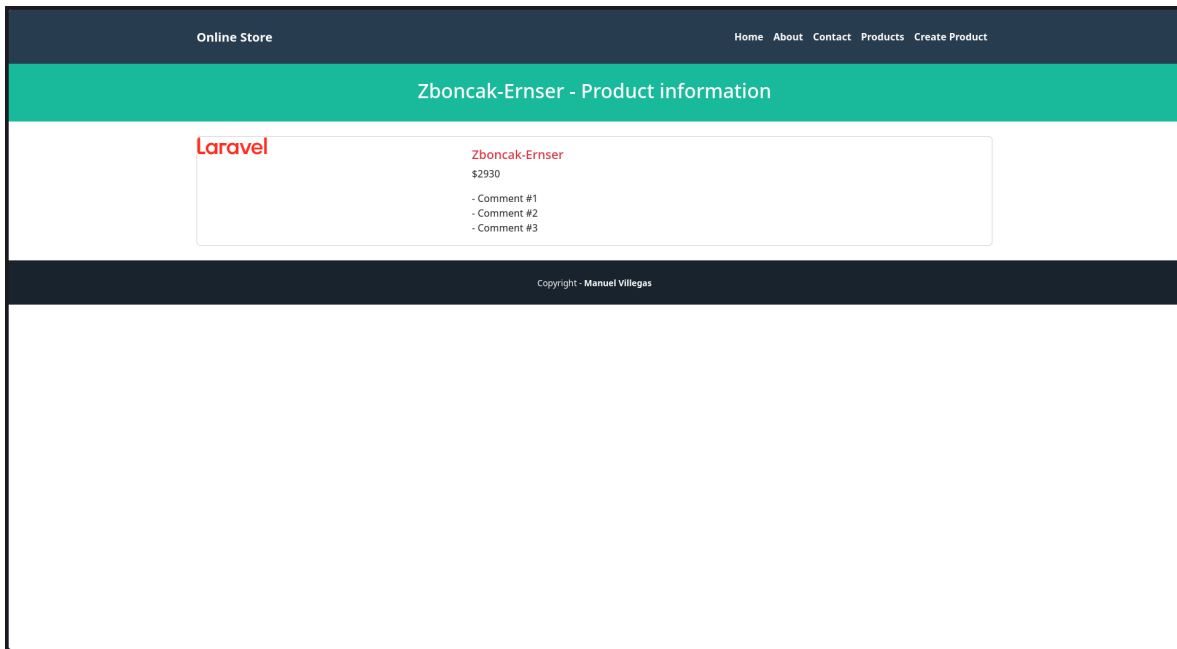 Online Store
Home About Contact Products Create Product
Zboncak-Ernser - Product information
Laravel
Zboncak-Ernser
$2930
- Comment #1
- Comment #2
- Comment #3
Copyright - Manuel Villegas